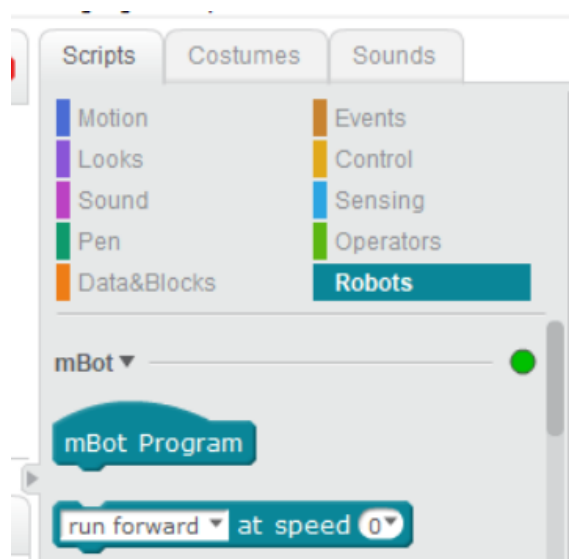 Scripts Costumes Sounds
Motion Events
Looks Control
Sound Sensing
Pen Operators
Data&Blocks Robots
mBot
mBot Program
run forward at speed 0